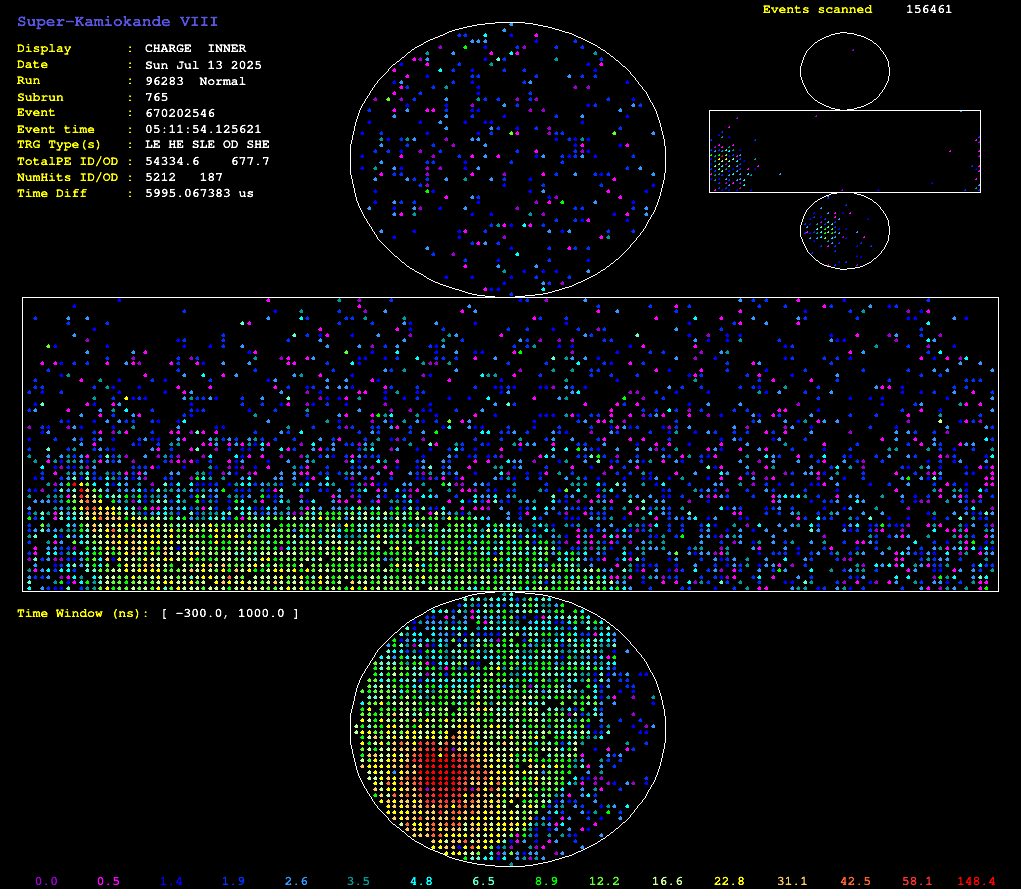 Super-Kamiokande VIII
Events scanned 156461
Display : CHARGE INNER
Date : Sun Jul 13 2025
Run : 96283 Normal
Subrun : 765
Event : 670202546
Event time : 05:11:54.125621
TRG Type(s) : LE HE SLE OD SHE
TotalPE ID/OD : 54334.6 677.7
NumHits ID/OD : 5212 187
Time Diff : 5995.067383 us
Time Window (ns): [ -300.0, 1000.0 ]
0.0 0.5 1.4 1.9 2.6 3.5 4.8 6.5 8.9 12.2 16.6 22.8 31.1 42.5 58.1 148.4